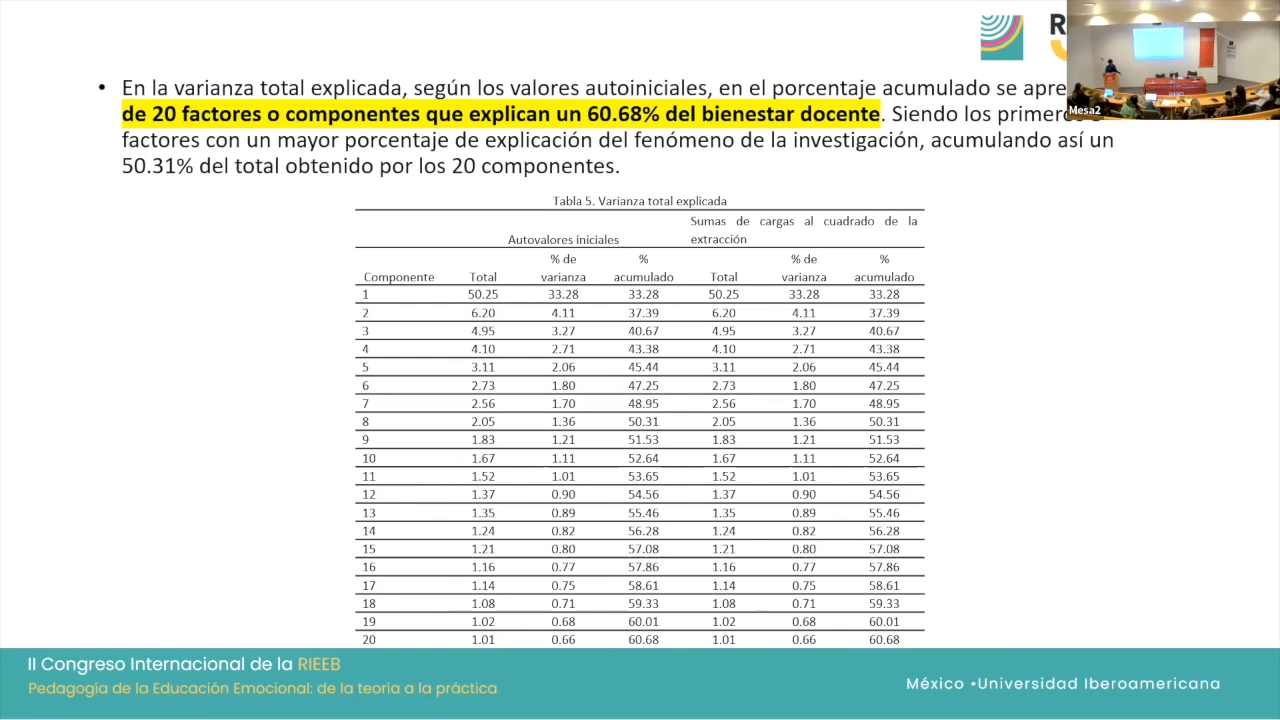 R
Mesa2
• En la varianza total explicada, según los valores autoiniciales, en el porcentaje acumulado se apre
de 20 factores o componentes que explican un 60.68% del bienestar docente. Siendo los primeros
factores con un mayor porcentaje de explicación del fenómeno de la investigación, acumulando así un
50.31% del total obtenido por los 20 componentes.
Tabla 5. Varianza total explicada
Sumas de cargas al cuadrado de la
Autovalores iniciales extracción
% de % % de %
Componente Total varianza acumulado Total varianza acumulado
1 50.25 33.28 33.28 50.25 33.28 33.28
2 6.20 4.11 37.39 6.20 4.11 37.39
3 4.95 3.27 40.67 4.95 3.27 40.67
4 4.10 2.71 43.38 4.10 2.71 43.38
5 3.11 2.06 45.44 3.11 2.06 45.44
6 2.73 1.80 47.25 2.73 1.80 47.25
7 2.56 1.70 48.95 2.56 1.70 48.95
8 2.05 1.36 50.31 2.05 1.36 50.31
9 1.83 1.21 51.53 1.83 1.21 51.53
10 1.67 1.11 52.64 1.67 1.11 52.64
11 1.52 1.01 53.65 1.52 1.01 53.65
12 1.37 0.90 54.56 1.37 0.90 54.56
13 1.35 0.89 55.46 1.35 0.89 55.46
14 1.24 0.82 56.28 1.24 0.82 56.28
15 1.21 0.80 57.08 1.21 0.80 57.08
16 1.16 0.77 57.86 1.16 0.77 57.86
17 1.14 0.75 58.61 1.14 0.75 58.61
18 1.08 0.71 59.33 1.08 0.71 59.33
19 1.02 0.68 60.01 1.02 0.68 60.01
20 1.01 0.66 60.68 1.01 0.66 60.68
II Congreso Internacional de la RIEEB
Pedagogía de la Educación Emocional: de la teoría a la práctica
México •Universidad Iberoamericana